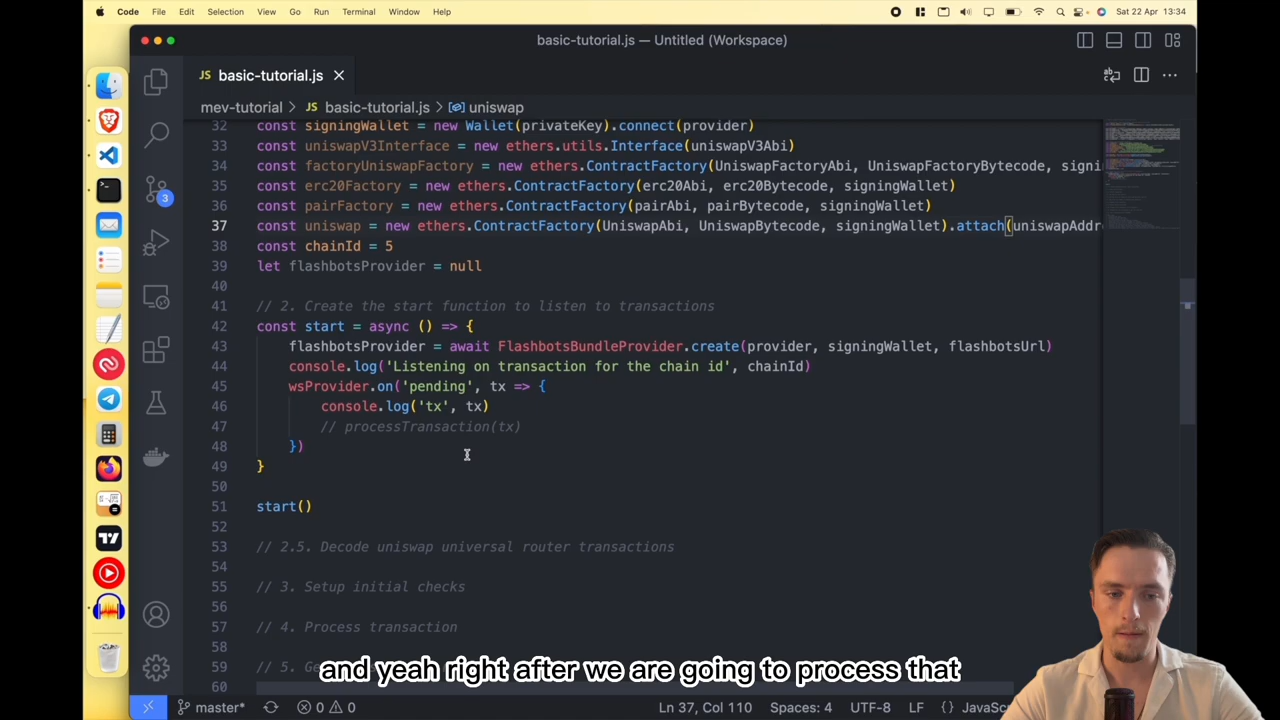 Code File Edit Selection View Go Run Terminal Window Help Sat 22 Apr 13:34
basic-tutorial.js — Untitled (Workspace)
JS basic-tutorial.js
mev-tutorial > JS basic-tutorial.js > uniswap
32 const signingWallet = new Wallet(privateKey).connect(provider)
33 const uniswapV3Interface = new ethers.utils.Interface(uniswapV3Abi)
34 const factoryUniswapFactory = new ethers.ContractFactory(UniswapFactoryAbi, UniswapFactoryBytecode, signi
35 const erc20Factory = new ethers.ContractFactory(erc20Abi, erc20Bytecode, signingWallet)
36 const pairFactory = new ethers.ContractFactory(pairAbi, pairBytecode, signingWallet)
37 const uniswap = new ethers.ContractFactory(UniswapAbi, UniswapBytecode, signingWallet).attach(uniswapAddre
38 const chainId = 5
39 let flashbotsProvider = null
40
41 // 2. Create the start function to listen to transactions
42 const start = async () => {
43 flashbotsProvider = await FlashbotsBundleProvider.create(provider, signingWallet, flashbotsUrl)
44 console.log('Listening on transaction for the chain id', chainId)
45 wsProvider.on('pending', tx => {
46 console.log('tx', tx)
47 // processTransaction(tx)
48 })
49 }
50
51 start()
52
53 // 2.5. Decode uniswap universal router transactions
54
55 // 3. Setup initial checks
56
57 // 4. Process transaction
58
59 // 5. Ge
60
and yeah right after we are going to process that
3
master* 0 0 Ln 37, Col 110 Spaces: 4 UTF-8 LF {} JavaSc